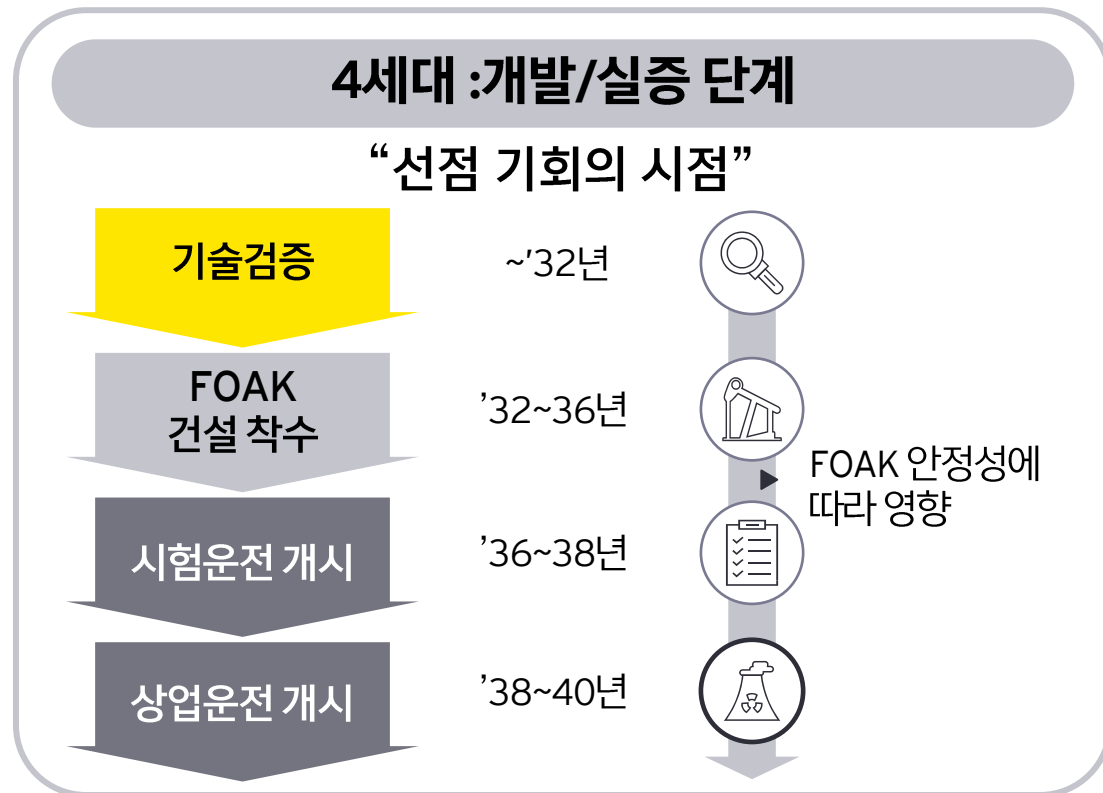 4세대 :개발/실증 단계
“선점 기회의 시점”
기술검증
~’32년
FOAK
건설 착수
’32~36년
FOAK 안정성에
따라 영향
시험운전 개시
’36~38년
상업운전 개시
’38~40년